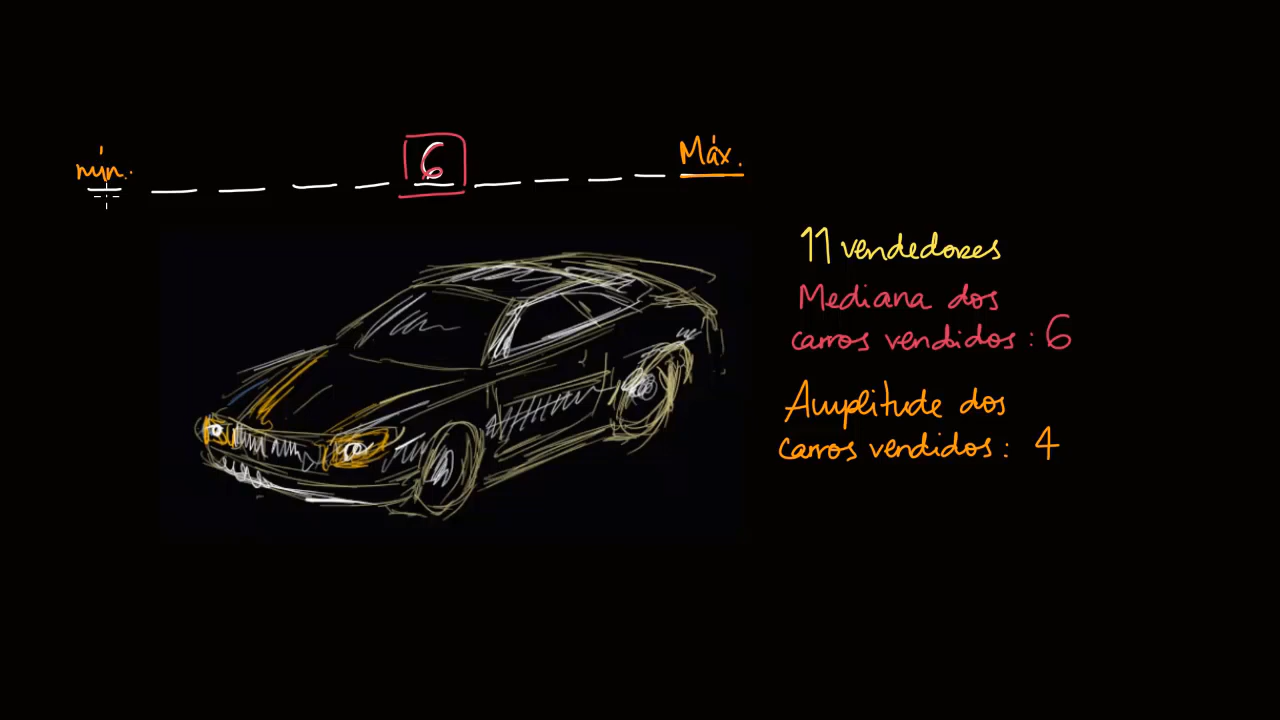 mín.
6
Máx.
11 vendedores
Mediana dos
carros vendidos : 6
Amplitude dos
carros vendidos : 4